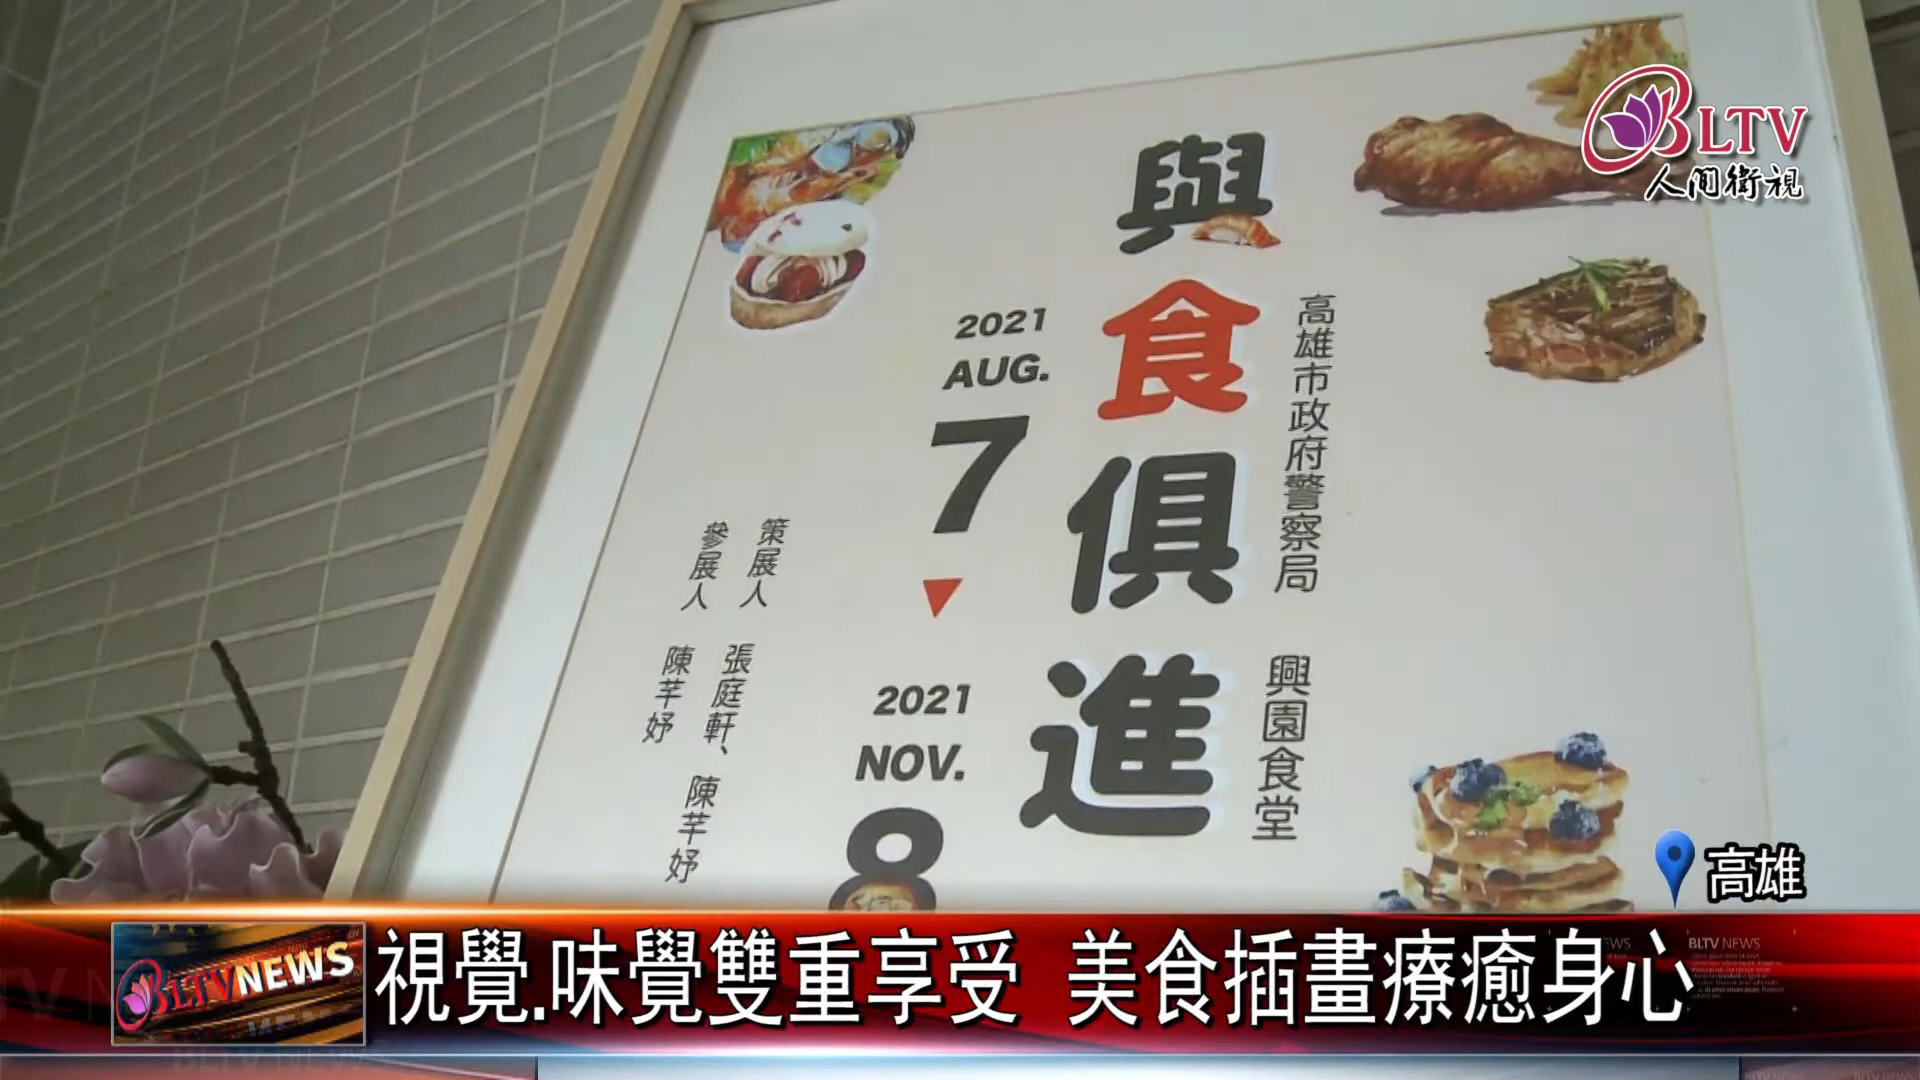 BLTV
人間衛視
與食俱進
高雄市政府警察局 興園食堂
2021
AUG.
7
2021
NOV.
8
策展人 張庭軒、陳芊妤
參展人 陳芊妤
高雄
BLTVNEWS
視覺.味覺雙重享受 美食插畫療癒身心
BLTV NEWS